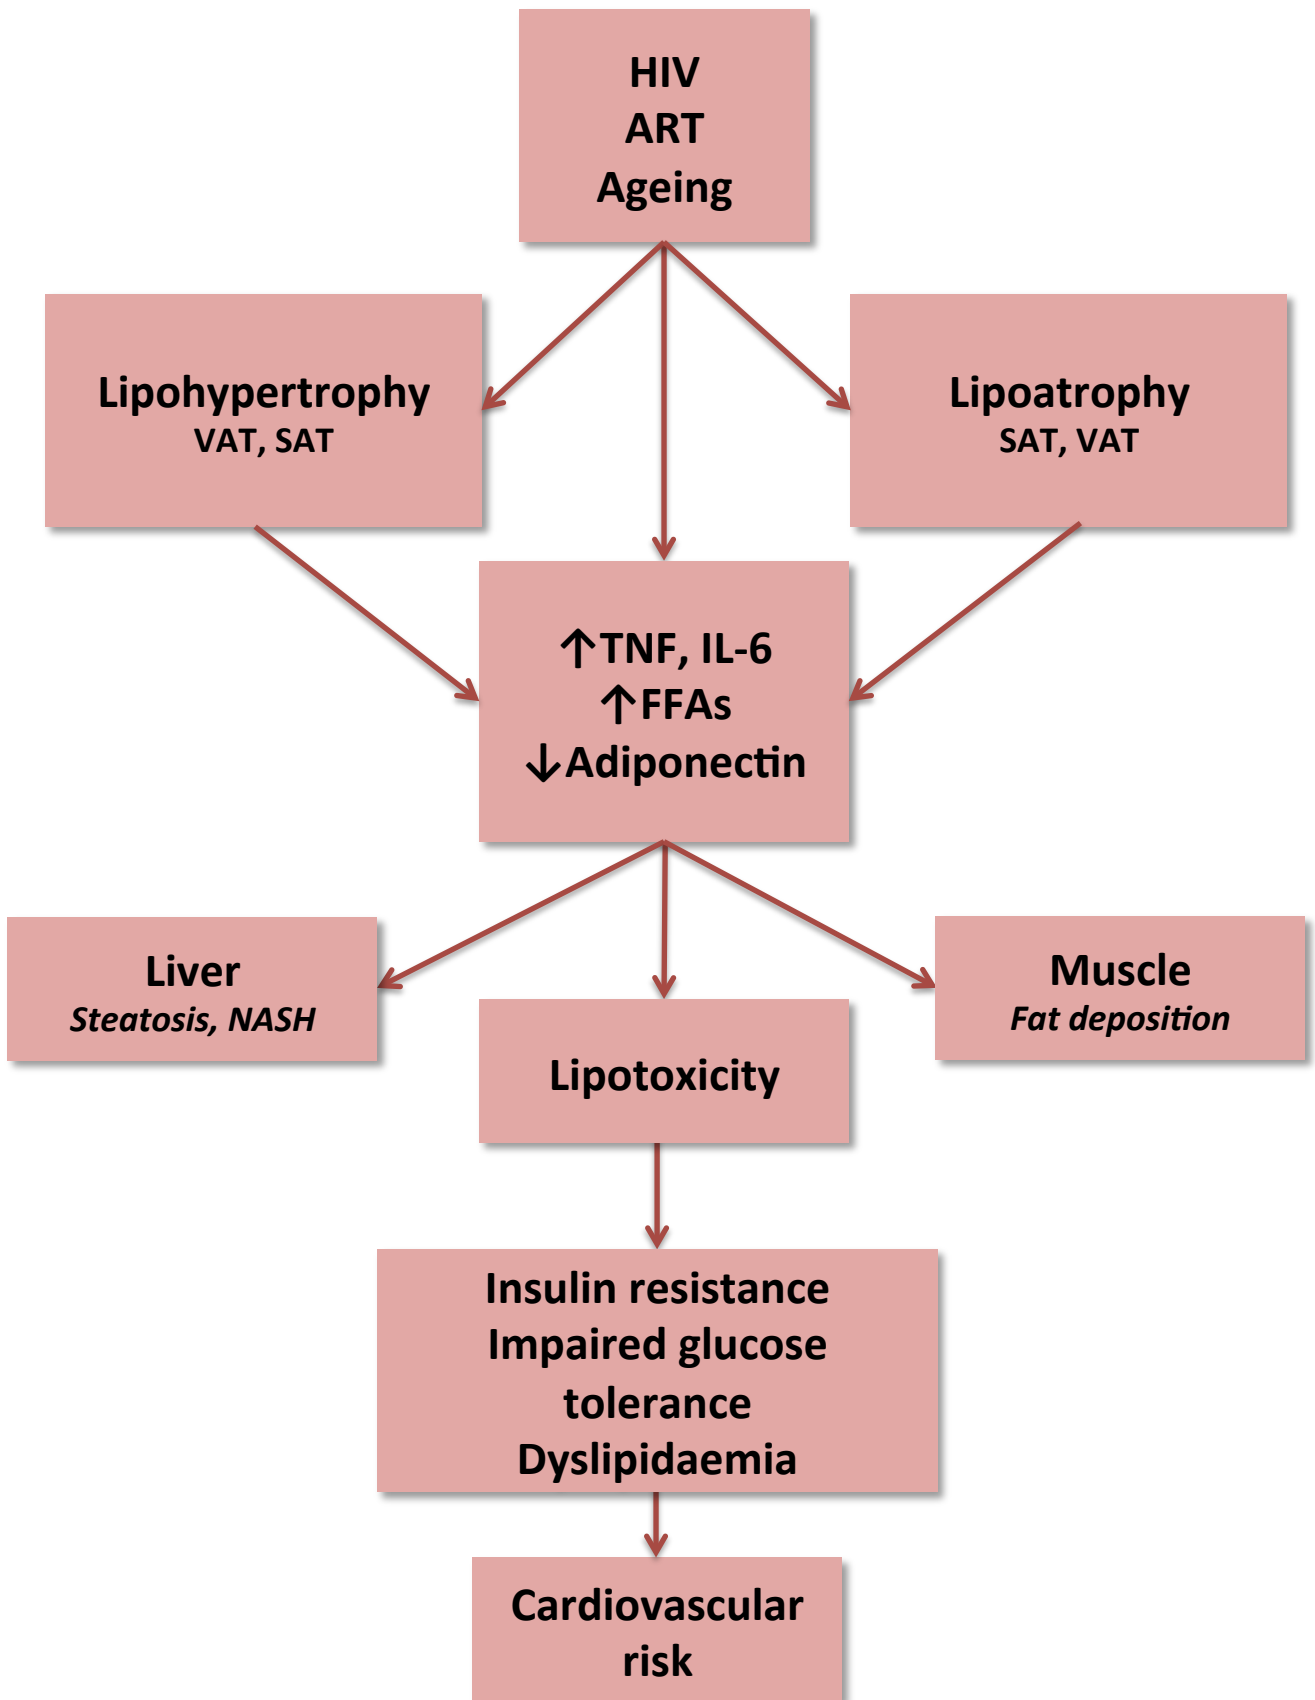 HIV
ART
Ageing
Lipohypertrophy
VAT, SAT
Lipoatrophy
SAT, VAT
↑TNF, IL-6
↑FFAs
↓Adiponectin
Liver
Steatosis, NASH
Muscle
Fat deposition
Lipotoxicity
Insulin resistance
Impaired glucose
tolerance
Dyslipidaemia
Cardiovascular
risk